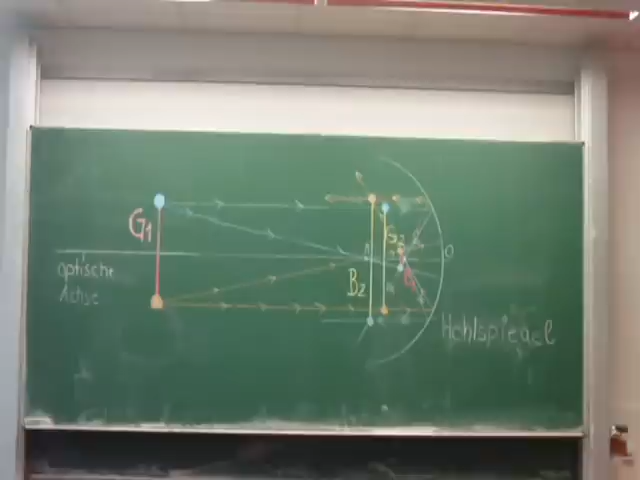 G1
G2
optische
Achse
B2
O
Hohlspiegel